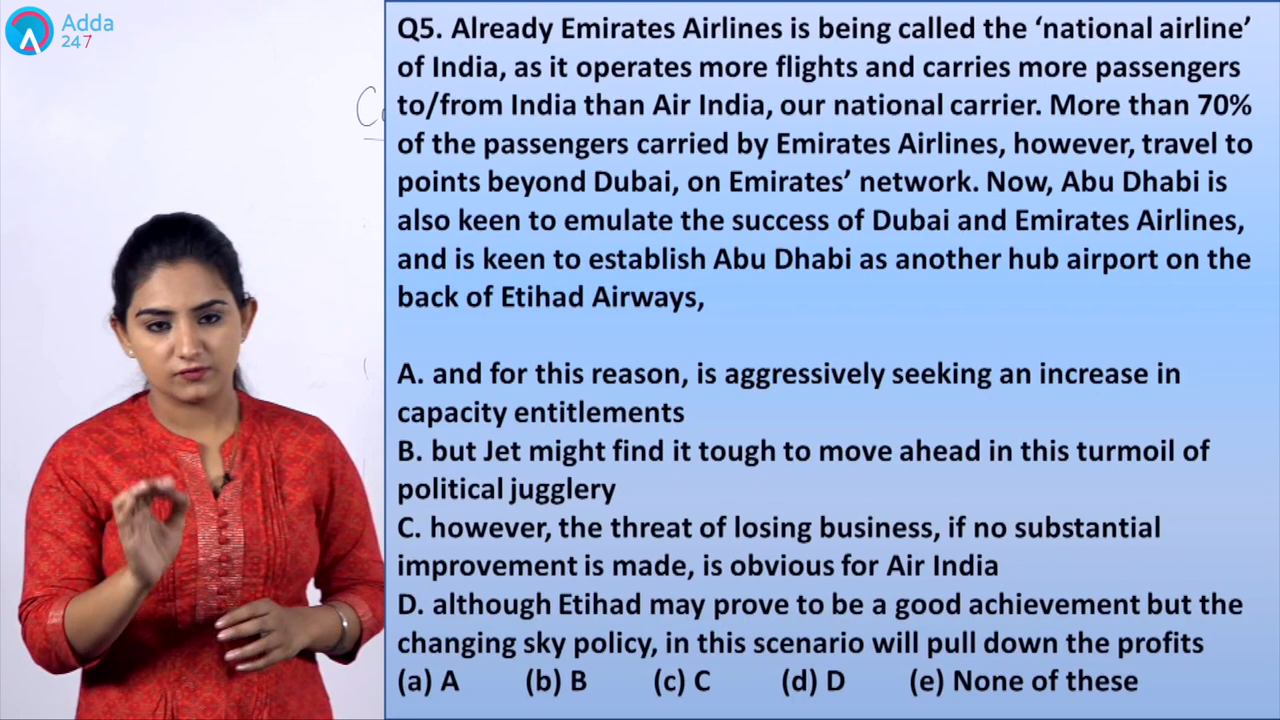 Adda
247
Q5. Already Emirates Airlines is being called the ‘national airline’
of India, as it operates more flights and carries more passengers
to/from India than Air India, our national carrier. More than 70%
of the passengers carried by Emirates Airlines, however, travel to
points beyond Dubai, on Emirates’ network. Now, Abu Dhabi is
also keen to emulate the success of Dubai and Emirates Airlines,
and is keen to establish Abu Dhabi as another hub airport on the
back of Etihad Airways,
A. and for this reason, is aggressively seeking an increase in
capacity entitlements
B. but Jet might find it tough to move ahead in this turmoil of
political jugglery
C. however, the threat of losing business, if no substantial
improvement is made, is obvious for Air India
D. although Etihad may prove to be a good achievement but the
changing sky policy, in this scenario will pull down the profits
(a) A (b) B (c) C (d) D (e) None of these